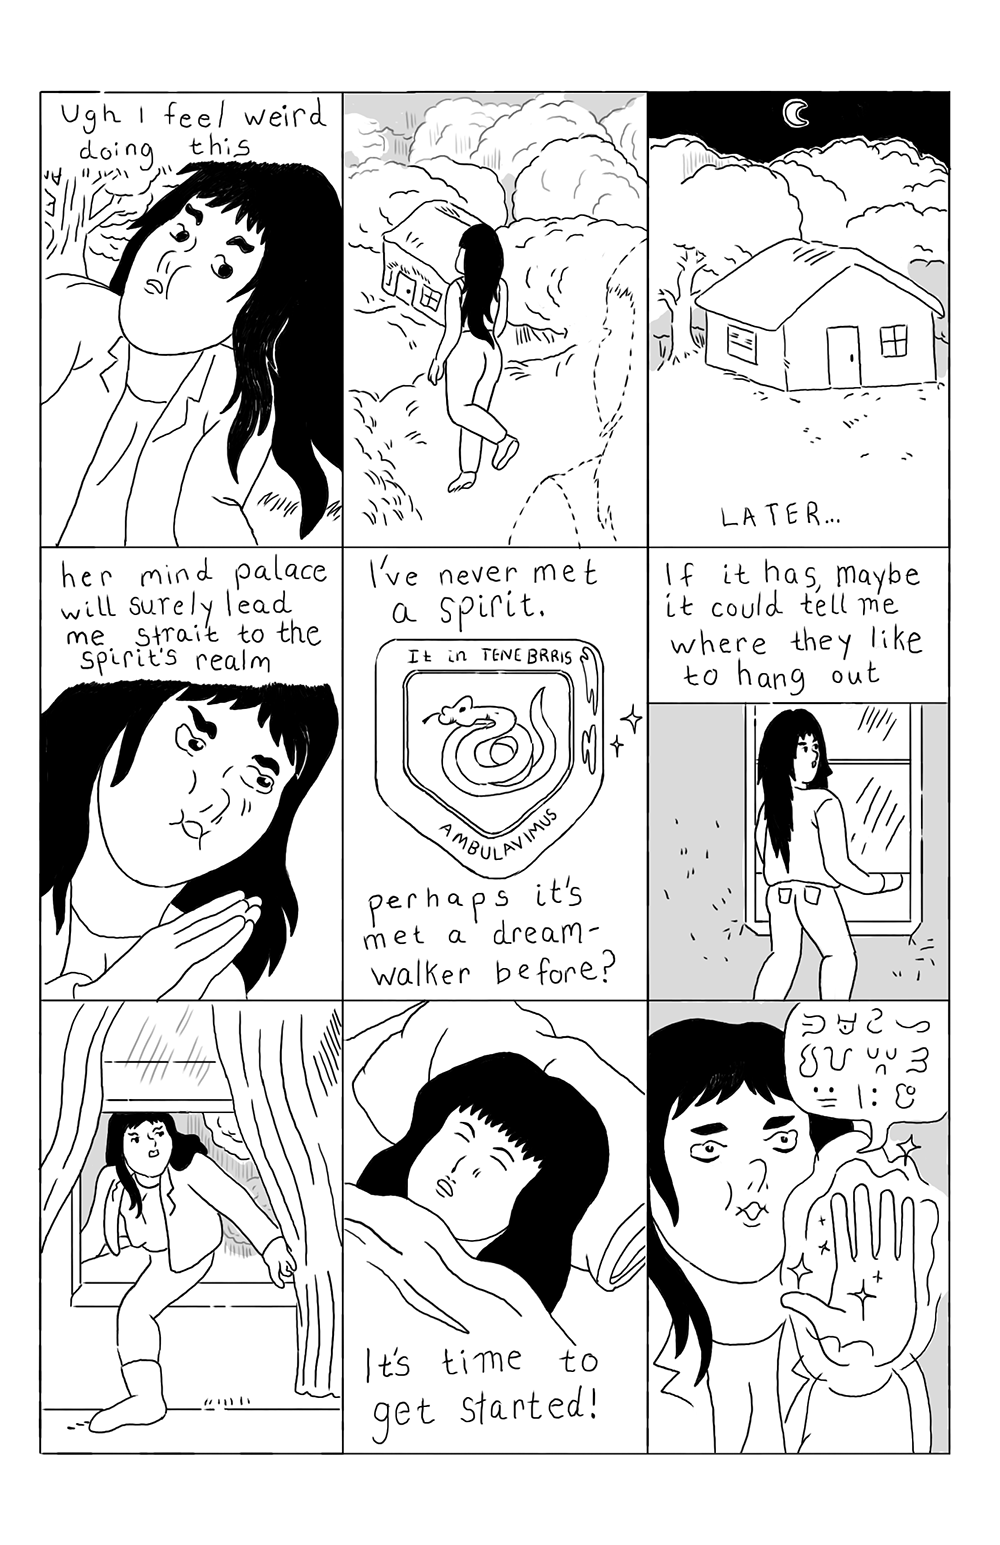 Ugh I feel weird
doing this
LATER...
her mind palace
will surely lead
me strait to the
spirit's realm
I've never met
a spirit.
It in TENEBRRIS
AMBULAVIMUS
perhaps it's
met a dream-
walker before?
If it has, maybe
it could tell me
where they like
to hang out
It's time to
get started!